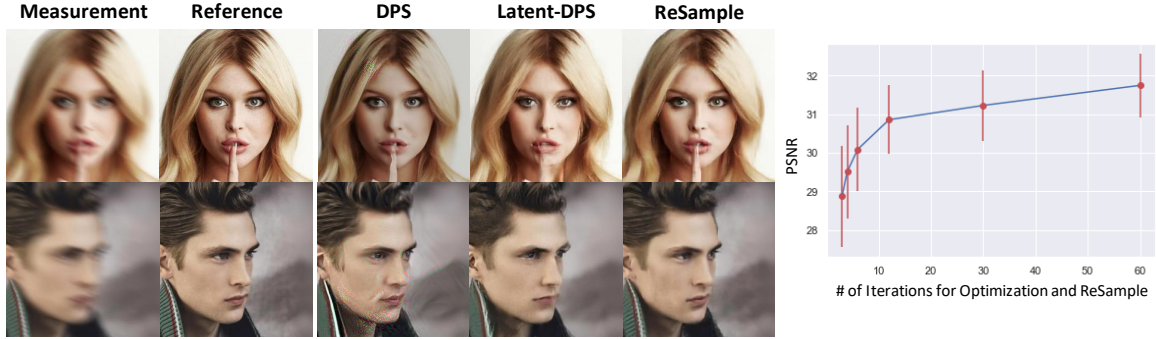 Measurement Reference DPS Latent-DPS ReSample
PSNR
32
31
30
29
28
10 20 30 40 50 60
# of Iterations for Optimization and ReSample